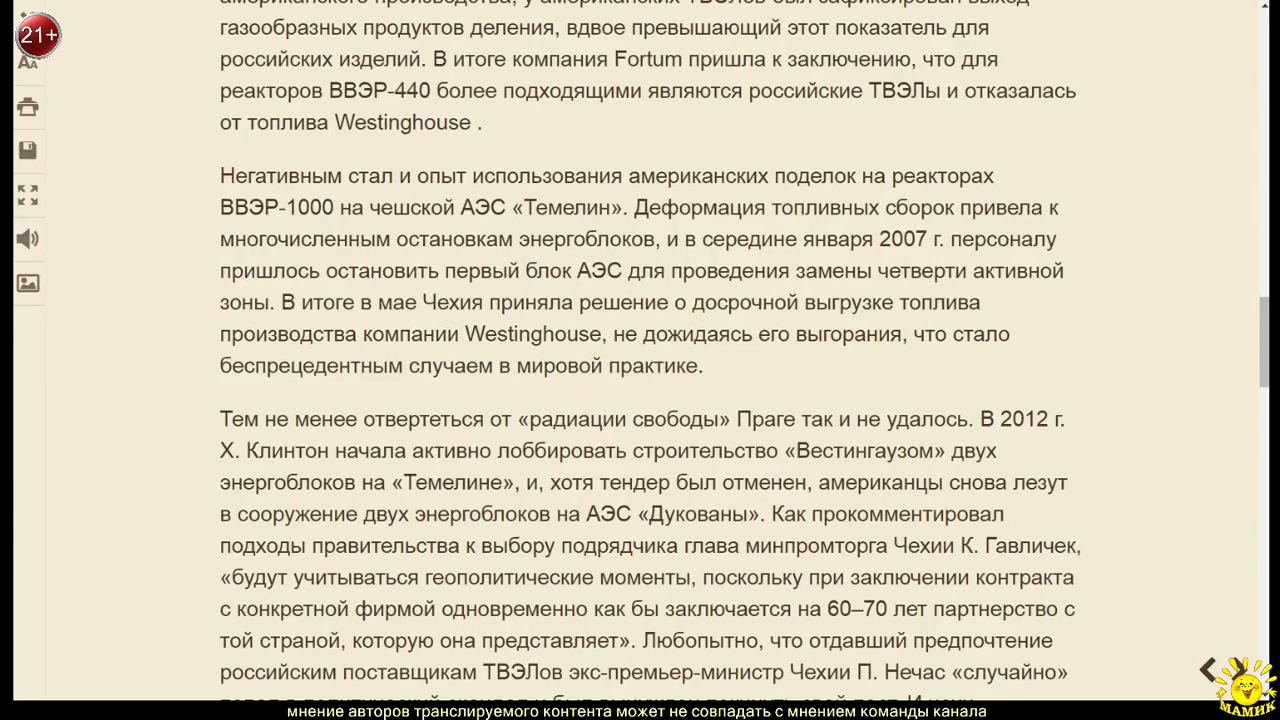 американского производства, у американских ТВЭЛов был зафиксирован выход
21+
газообразных продуктов деления, вдвое превышающий этот показатель для
российских изделий. В итоге компания Fortum пришла к заключению, что для
AA
реакторов ВВЭР-440 более подходящими являются российские ТВЭЛы и отказалась
от топлива Westinghouse .
Негативным стал и опыт использования американских поделок на реакторах
ВВЭР-1000 на чешской АЭС «Темелин». Деформация топливных сборок привела к
многочисленным остановкам энергоблоков, и в середине января 2007 г. персоналу
пришлось остановить первый блок АЭС для проведения замены четверти активной
зоны. В итоге в мае Чехия приняла решение о досрочной выгрузке топлива
производства компании Westinghouse, не дожидаясь его выгорания, что стало
беспрецедентным случаем в мировой практике.
Тем не менее отвертеться от «радиации свободы» Праге так и не удалось. В 2012 г.
Х. Клинтон начала активно лоббировать строительство «Вестингаузом» двух
энергоблоков на «Темелине», и, хотя тендер был отменен, американцы снова лезут
в сооружение двух энергоблоков на АЭС «Дукованы». Как прокомментировал
подходы правительства к выбору подрядчика глава минпромторга Чехии К. Гавличек,
«будут учитываться геополитические моменты, поскольку при заключении контракта
с конкретной фирмой одновременно как бы заключается на 60–70 лет партнерство с
той страной, которую она представляет». Любопытно, что отдавший предпочтение
российским поставщикам ТВЭЛов экс-премьер-министр Чехии П. Нечас «случайно»
МАМИК
мнение авторов транслируемого контента может не совпадать с мнением команды канала